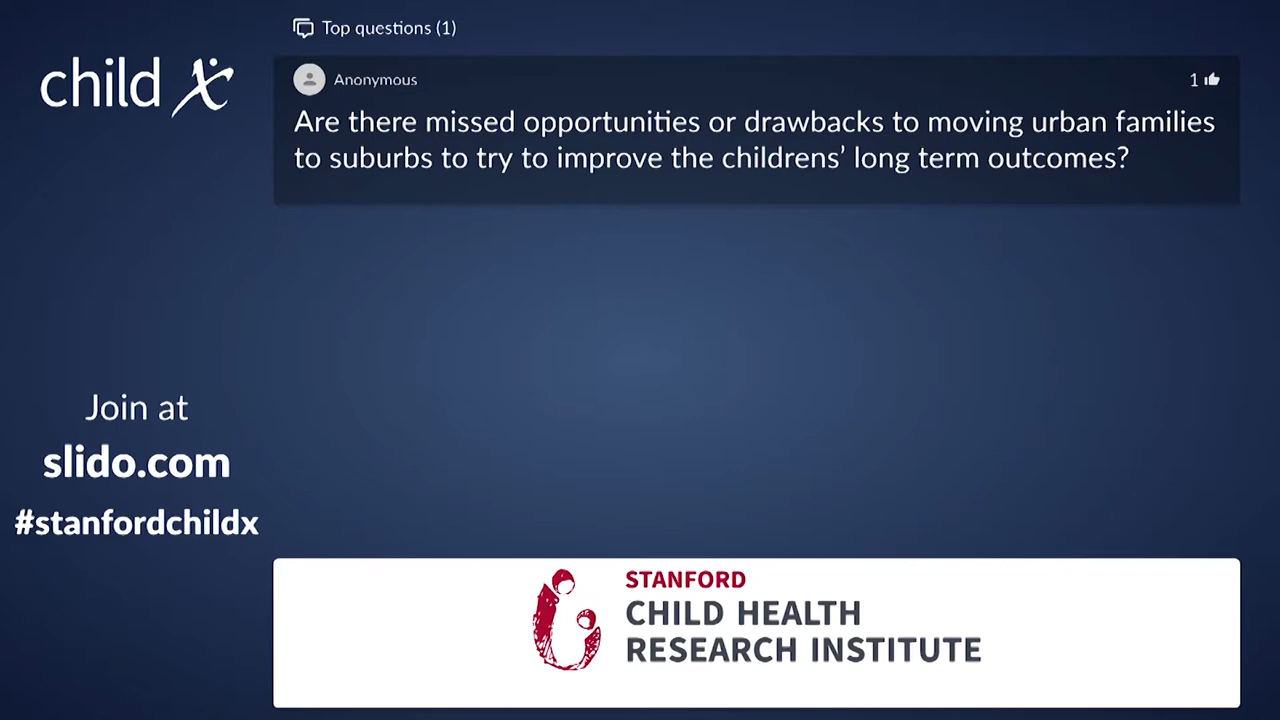 Top questions (1)
child x
Anonymous
1
Are there missed opportunities or drawbacks to moving urban families
to suburbs to try to improve the childrens’ long term outcomes?
Join at
slido.com
#stanfordchildx
STANFORD
CHILD HEALTH
RESEARCH INSTITUTE